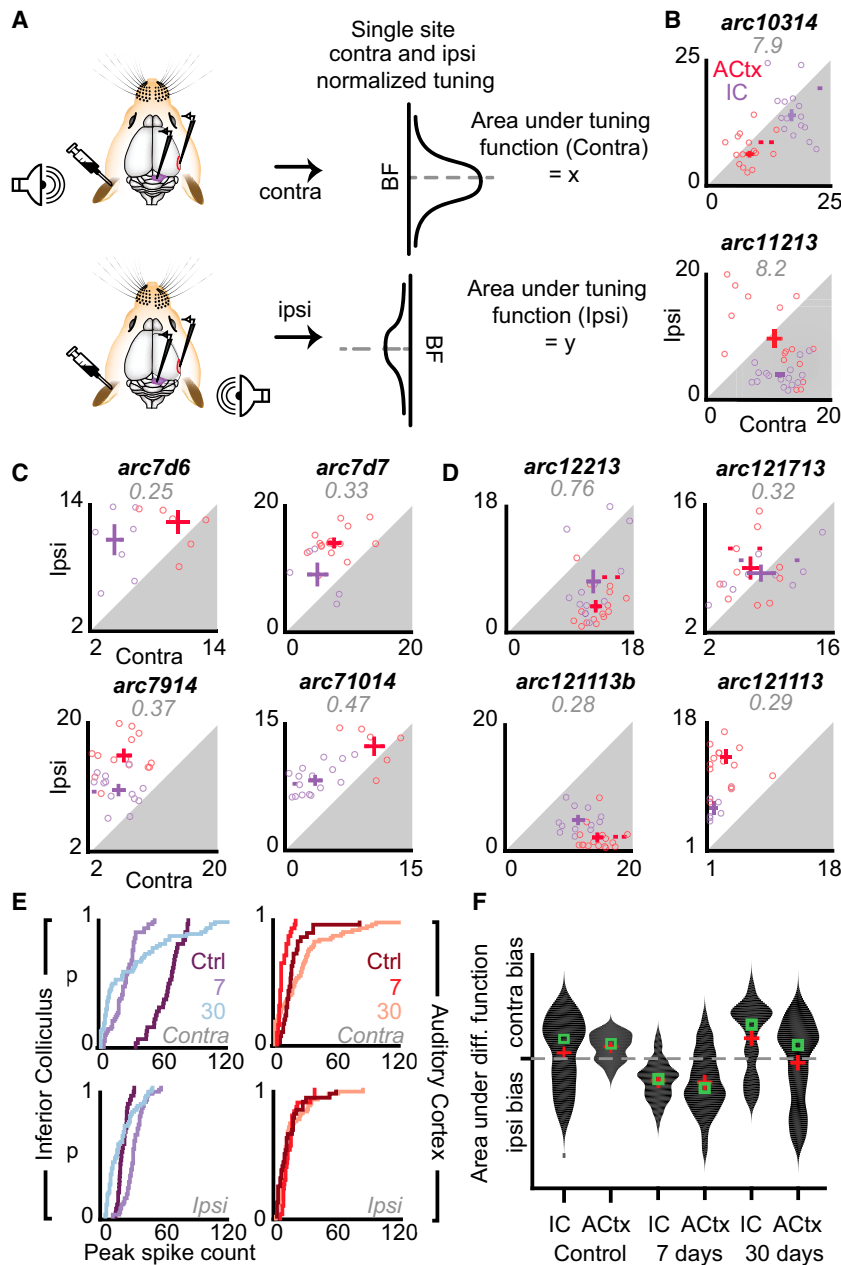 A
Single site
contra and ipsi
normalized tuning
contra
BF
Area under tuning
function (Contra)
= x
ipsi
BF
Area under tuning
function (Ipsi)
= y
B
arc10314
7.9
25
ACtx
IC
0
0
25
arc11213
8.2
20
Ipsi
0
0
20
Contra
C
arc7d6
0.25
14
Ipsi
2
2
14
Contra
arc7d7
0.33
20
0
0
20
D
arc12213
0.76
18
0
0
18
arc121713
0.32
16
2
2
16
arc7914
0.37
20
Ipsi
2
2
20
Contra
arc71014
0.47
15
0
0
15
arc121113b
0.28
20
0
0
20
arc121113
0.29
18
1
1
18
E
Inferior Colliculus
1
p
0
Ctrl
7
30
Contra
0
60
120
1
0
Ctrl
7
30
Contra
0
60
120
Auditory Cortex
1
p
0
Ipsi
0
60
120
Peak spike count
1
0
Ipsi
0
60
120
F
Area under diff. function
ipsi bias
contra bias
IC
ACtx
IC
ACtx
IC
ACtx
Control
7 days
30 days